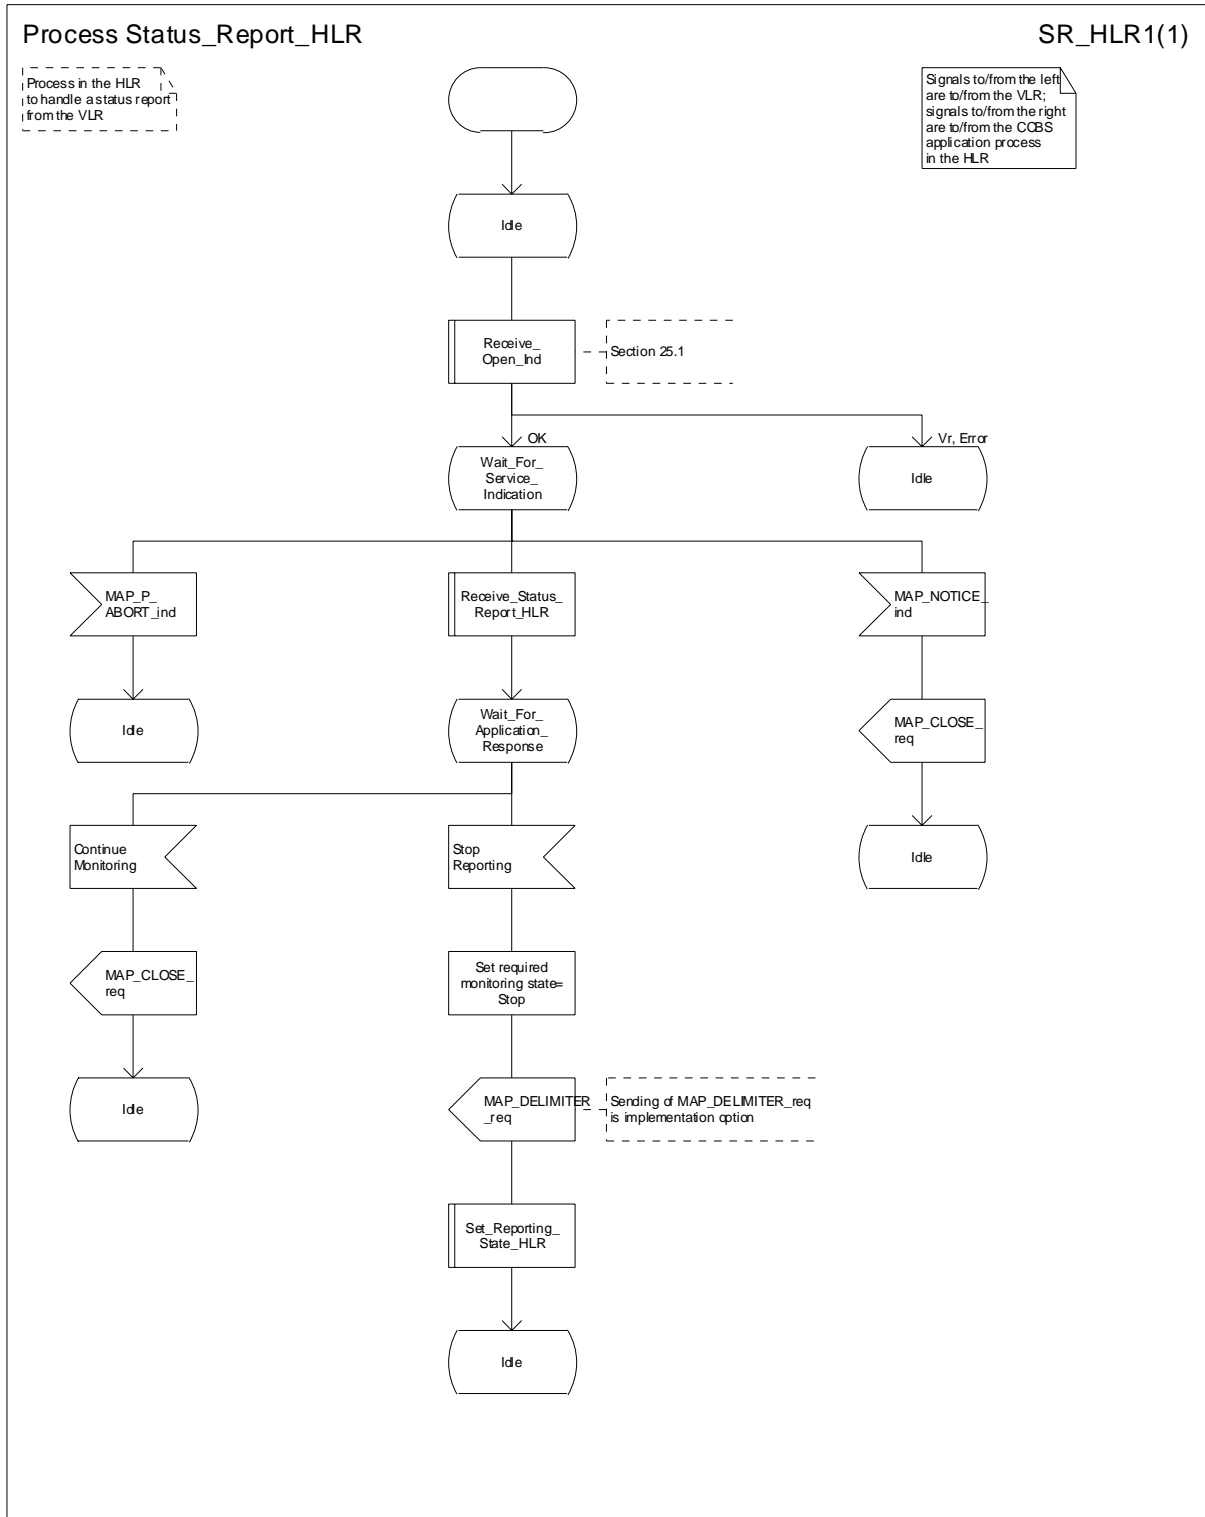 Process Status_Report_HLR
SR_HLR1(1)
Process in the HLR
to handle a status report
from the VLR
Signals to/from the left
are to/from the VLR;
signals to/from the right
are to/from the CCBS
application process
in the HLR
Idle
Receive_
Open_Ind
Section 25.1
OK
Vr, Error
Wait_For_
Service_
Indication
Idle
MAP_P_
ABORT_ind
Receive_Status_
Report_HLR
MAP_NOTICE_
ind
Idle
Wait_For_
Application_
Response
MAP_CLOSE_
req
Continue
Monitoring
Stop
Reporting
Idle
MAP_CLOSE_
req
Set required
monitoring state=
Stop
Idle
MAP_DELIMITER
_req
Sending of MAP_DELIMITER_req
is implementation option
Set_Reporting_
State_HLR
Idle